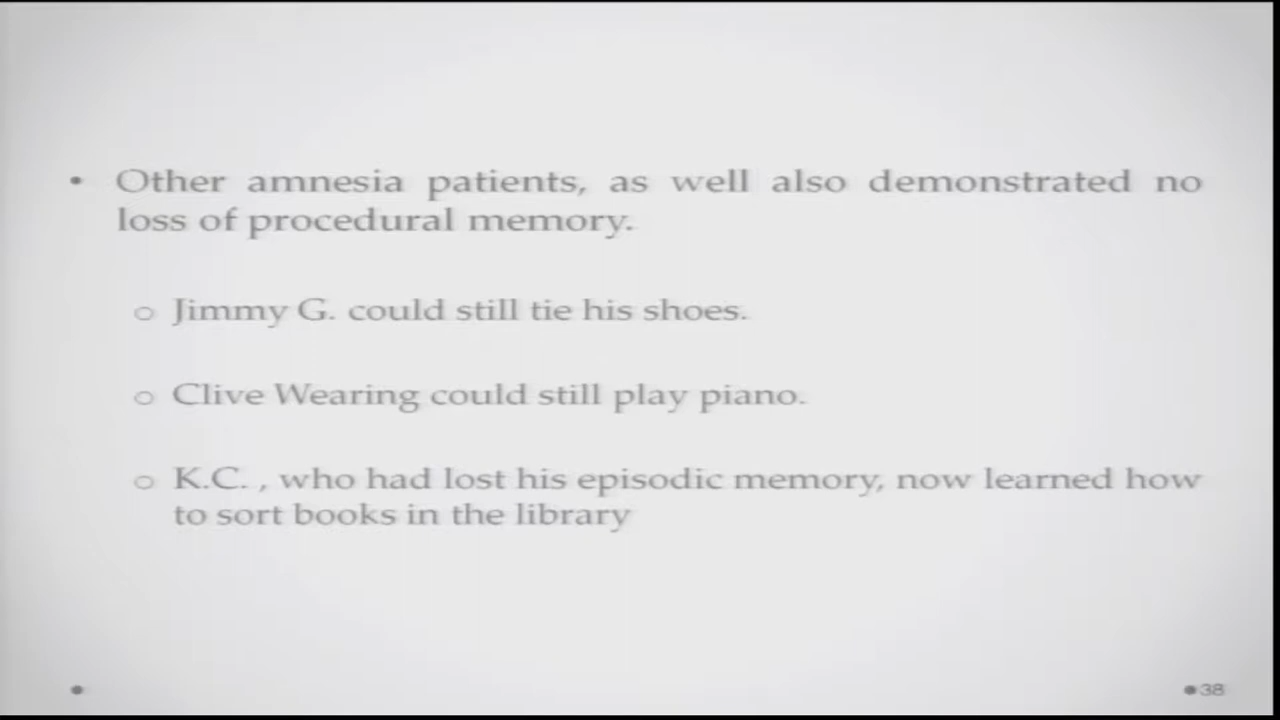 • Other amnesia patients, as well also demonstrated no
loss of procedural memory.
o Jimmy G. could still tie his shoes.
o Clive Wearing could still play piano.
o K.C. , who had lost his episodic memory, now learned how
to sort books in the library
• •38